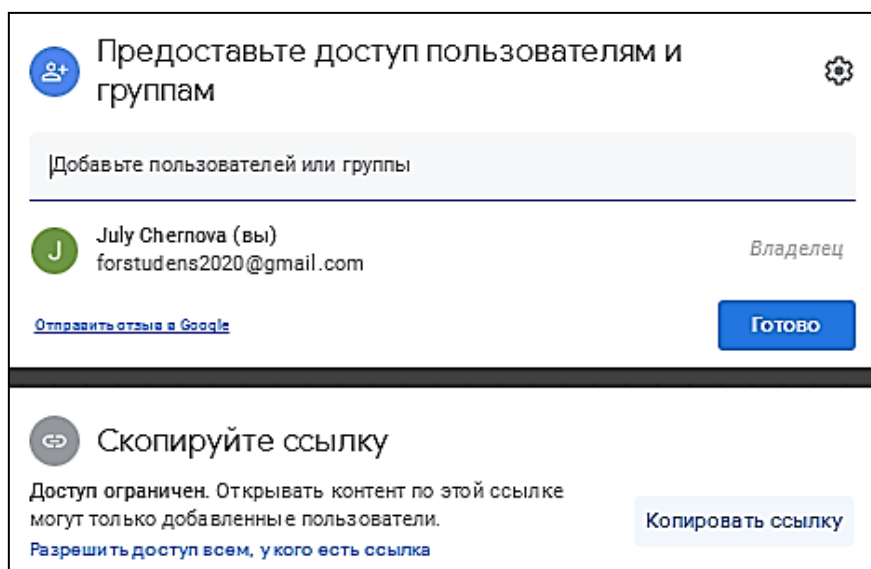 Предоставьте доступ пользователям и
группам
Добавьте пользователей или группы
J
July Chernova (вы)
forstudens2020@gmail.com
Владелец
Отправить отзыв в Google
Готово
Скопируйте ссылку
Доступ ограничен. Открывать контент по этой ссылке
могут только добавленные пользователи.
Разрешить доступ всем, у кого есть ссылка
Копировать ссылку